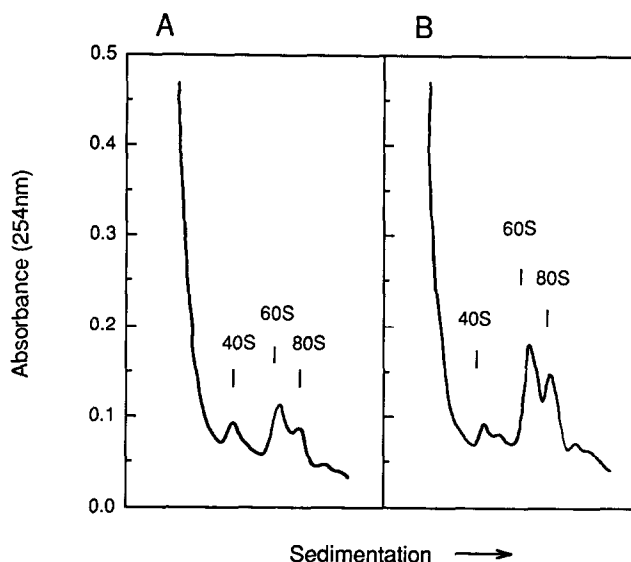 A
B
0.5
0.4
0.3
0.2
0.1
0.0
Absorbance (254nm)
40S
60S
80S
40S
60S
80S
Sedimentation →